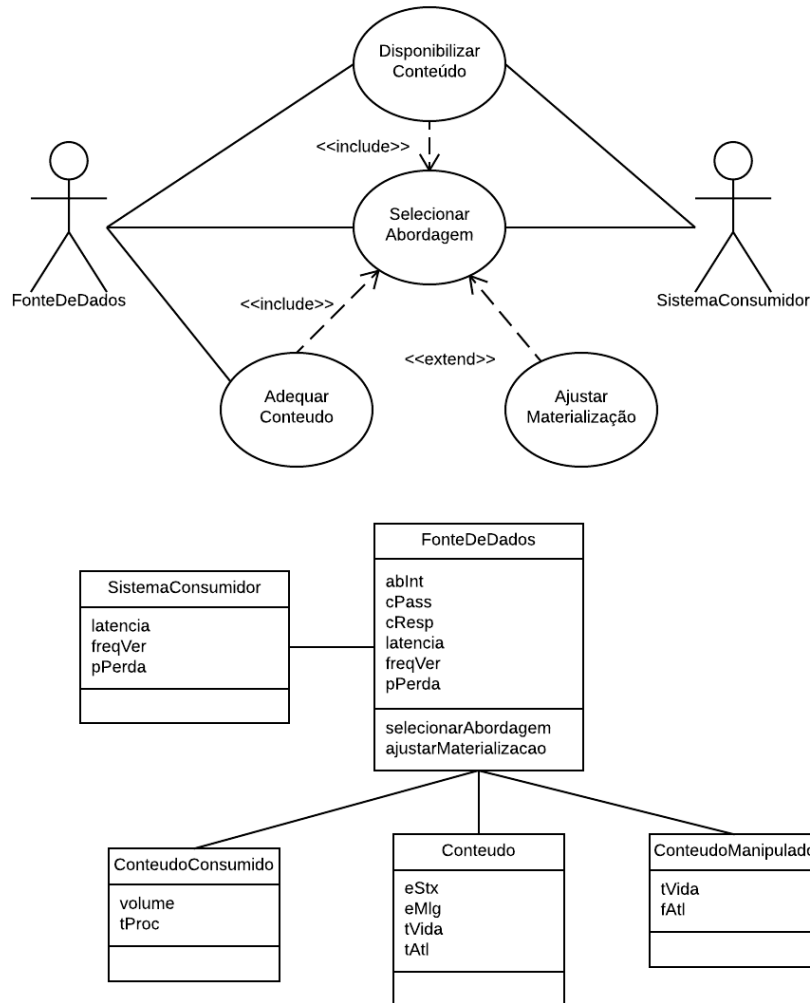 Disponibilizar
Conteúdo
<<include>>
Selecionar
Abordagem
FonteDeDados
SistemaConsumidor
<<include>>
<<extend>>
Adequar
Conteudo
Ajustar
Materialização
FonteDeDados
abInt
cPass
cResp
latencia
freqVer
pPerda
selecionarAbordagem
ajustarMaterializacao
SistemaConsumidor
latencia
freqVer
pPerda
ConteudoConsumido
volume
tProc
Conteudo
eStx
eMlg
tVida
tAtl
ConteudoManipulado
tVida
fAtl